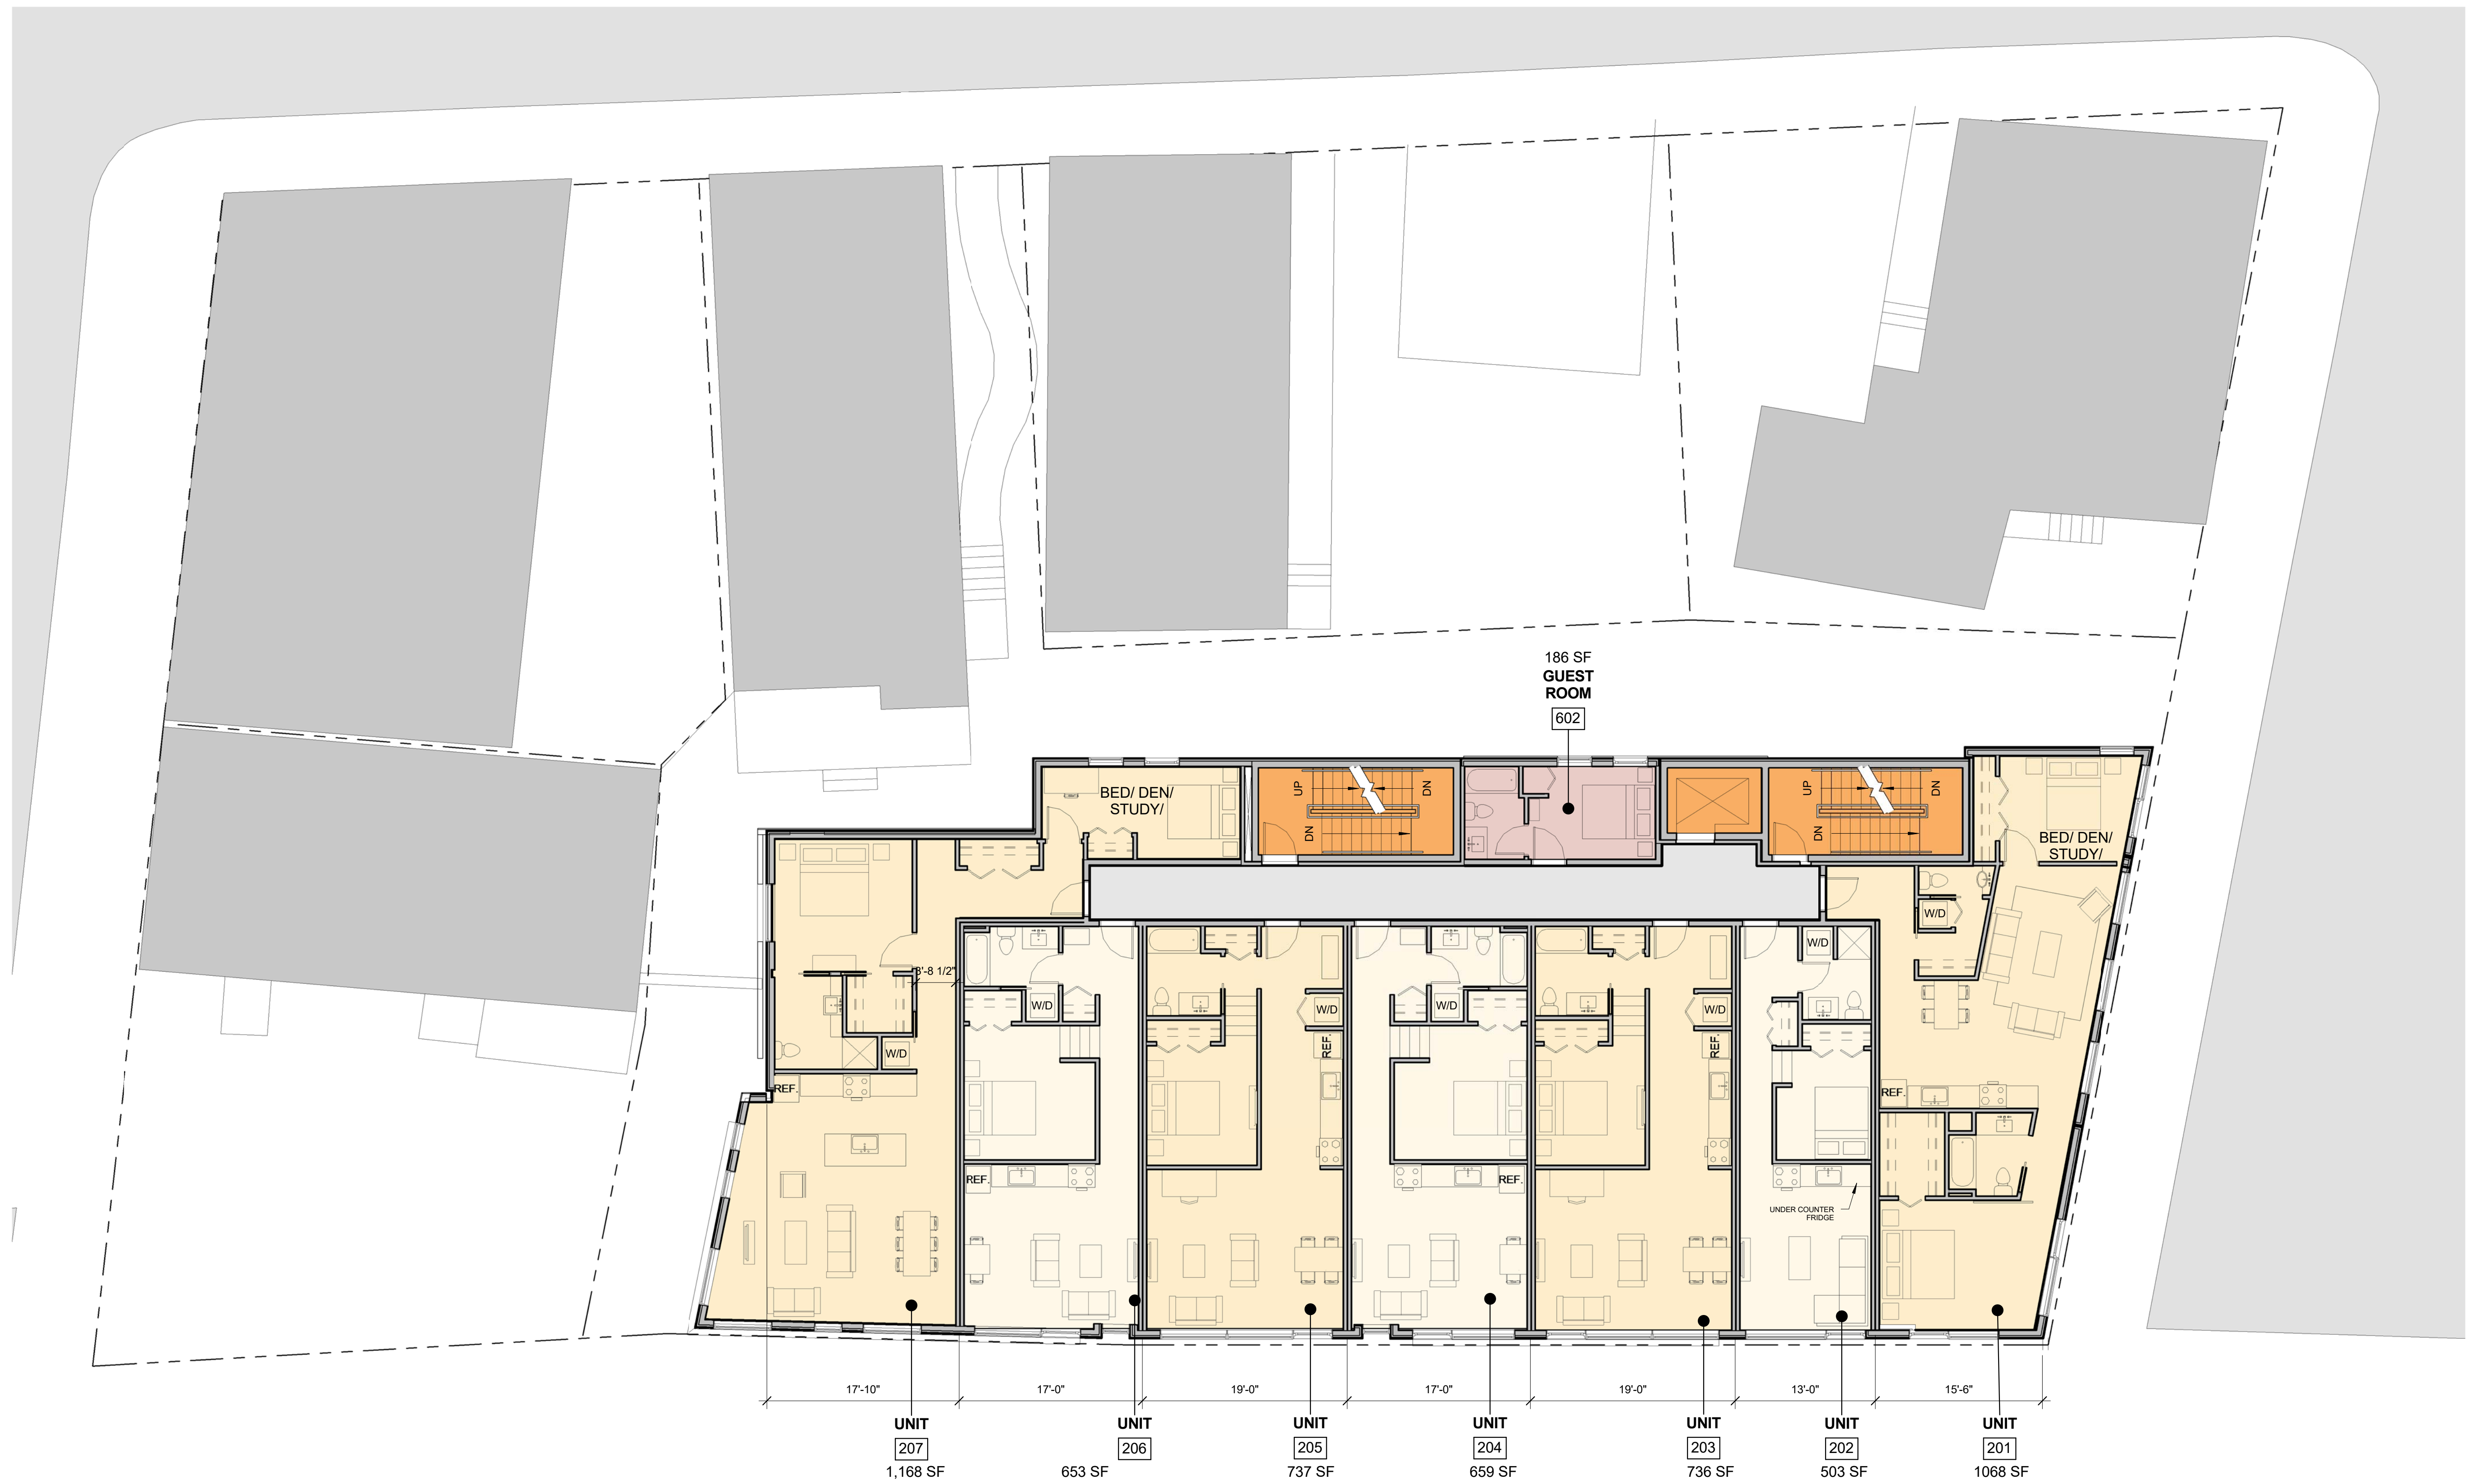 186 SF
GUEST
ROOM
602
BED/ DEN/
STUDY/
UP
DN
DN
UP
DN
DN
BED/ DEN/
STUDY/
W/D
W/D
8'-8 1/2"
W/D
W/D
W/D
W/D
W/D
REF.
REF.
REF.
REF.
REF.
REF.
UNDER COUNTER
FRIDGE
17'-10"
17'-0"
19'-0"
17'-0"
19'-0"
13'-0"
15'-6"
UNIT
207
1,168 SF
UNIT
206
653 SF
UNIT
205
737 SF
UNIT
204
659 SF
UNIT
203
736 SF
UNIT
202
503 SF
UNIT
201
1068 SF